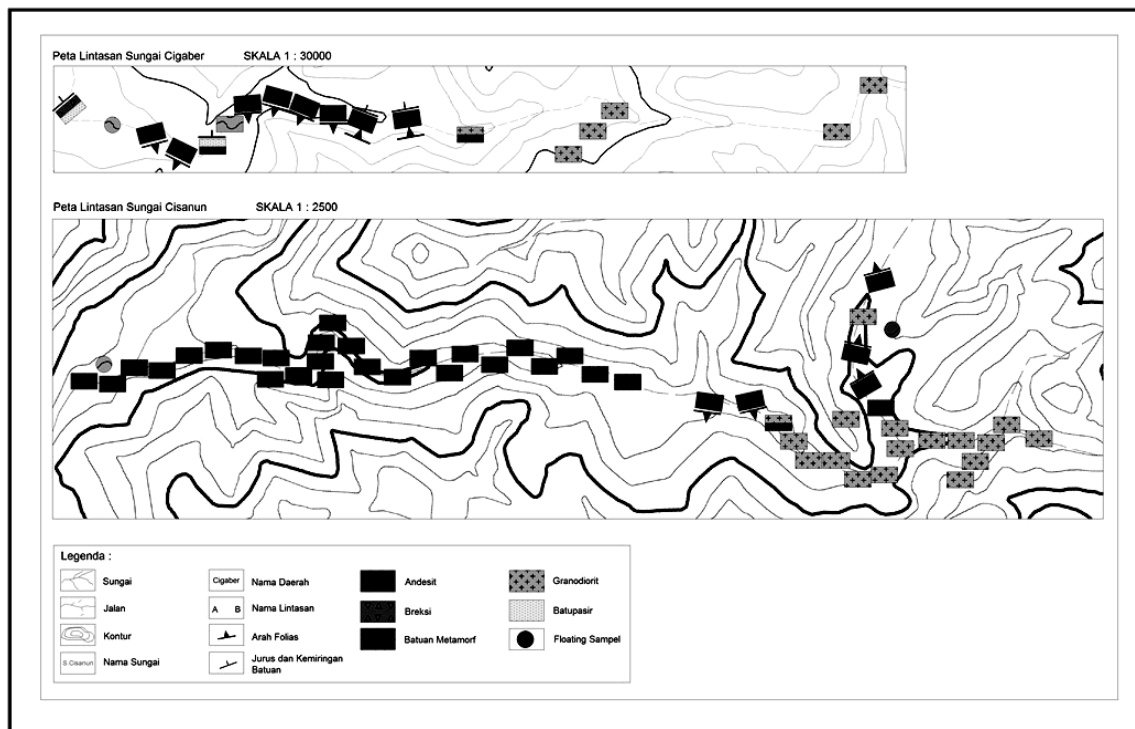 Peta Lintasan Sungai Cigaber SKALA 1 : 30000
Peta Lintasan Sungai Cisanun SKALA 1 : 2500
Legenda :
Sungai
Jalan
Kontur
S.Cisanun Nama Sungai
Cigaber Nama Daerah
A B Nama Lintasan
Arah Folias
Jurus dan Kemiringan
Batuan
Andesit
Breksi
Batuan Metamorf
Granodiorit
Batupasir
Floating Sampel